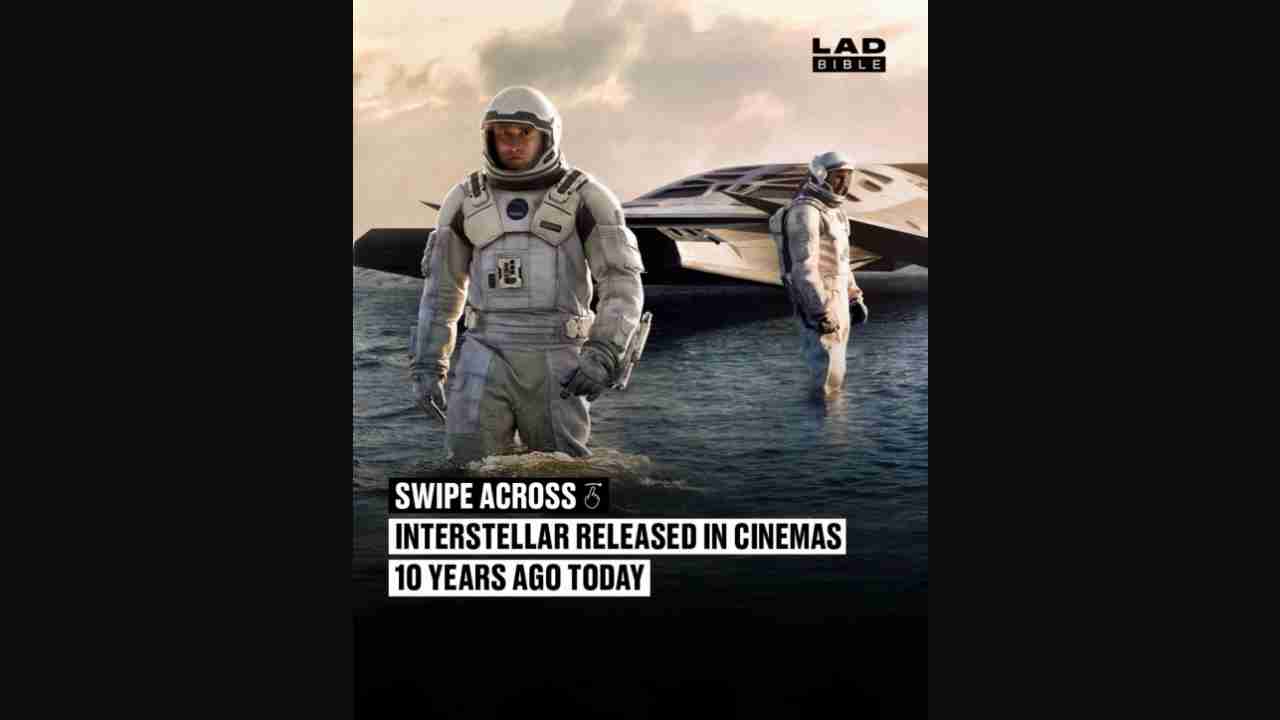 LAD
BIBLE
SWIPE ACROSS
INTERSTELLAR RELEASED IN CINEMAS
10 YEARS AGO TODAY